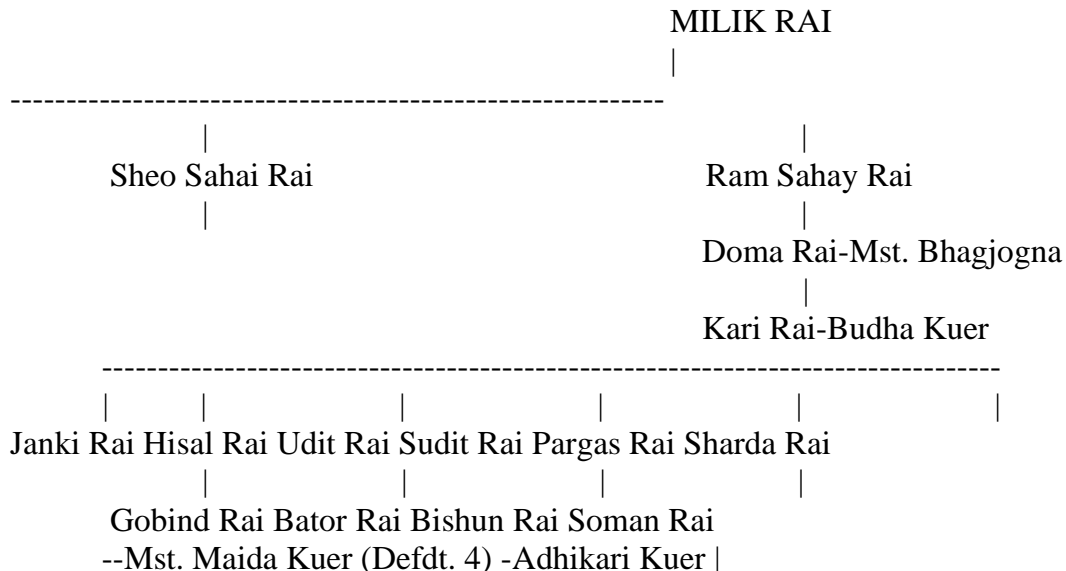 MILIK RAI
|
-----------------------------------------------------------
| |
Sheo Sahai Rai Ram Sahay Rai
| |
Doma Rai-Mst. Bhagjogna
|
Kari Rai-Budha Kuer
---------------------------------------------------------------------------------
| | | | | |
Janki Rai Hisal Rai Udit Rai Sudit Rai Pargas Rai Sharda Rai
| | | |
Gobind Rai Bator Rai Bishun Rai Soman Rai
--Mst. Maida Kuer (Defdt. 4) -Adhikari Kuer |